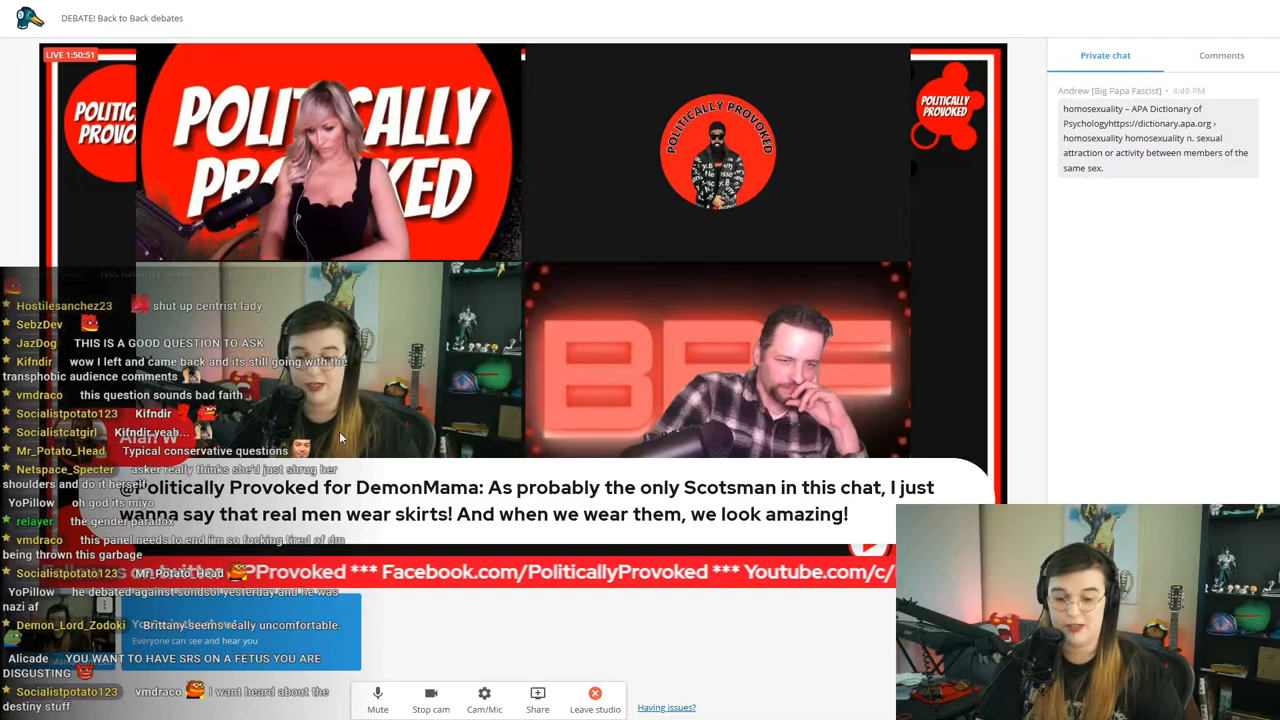 DEBATE! Back to Back debates
LIVE 1:50:51
Private chat
Comments
Andrew [Big Papa Fascist] • 4:49 PM
homosexuality – APA Dictionary of
Psychologyhttps://dictionary.apa.org ›
homosexuality homosexuality n. sexual
attraction or activity between members of the
same sex.
POLITIC
PROVO
POLITICALLY
PROVOKED
POLITICALLY PROVOKED
POLITICALLY
PROVOKED
BPF
Hostilesanchez23 shut up centrist lady
SebzDev
JazDog THIS IS A GOOD QUESTION TO ASK
Kifndir wow I left and came back and its still going with the
transphobic audience comments
vmdraco this question sounds bad faith
Socialistpotato123 Kifndir
Socialistcatgirl Kifndir yeah...
Alan W
Mr_Potato_Head Typical conservative questions
Netspace_Specter asker really thinks she'd just shrug her
shoulders and do it herself
YoPillow oh god its miyo
relayer the gender paradox
vmdraco this panel needs to end i'm so fucking tired of dm
being thrown this garbage
Socialistpotato123 Mr_Potato_Head
YoPillow he debated against sondsol yesterday and he was
nazi af
Demon_Lord_Zodoki Brittany seems really uncomfortable.
Alicade YOU WANT TO HAVE SRS ON A FETUS YOU ARE
DISGUSTING
Socialistpotato123 vmdraco I want heard about the
destiny stuff
@Politically Provoked for DemonMama: As probably the only Scotsman in this chat, I just
wanna say that real men wear skirts! And when we wear them, we look amazing!
PProvoked *** Facebook.com/PoliticallyProvoked *** Youtube.com/c/
Everyone can see and hear you
Mute
Stop cam
Cam/Mic
Share
Leave studio
Having issues?